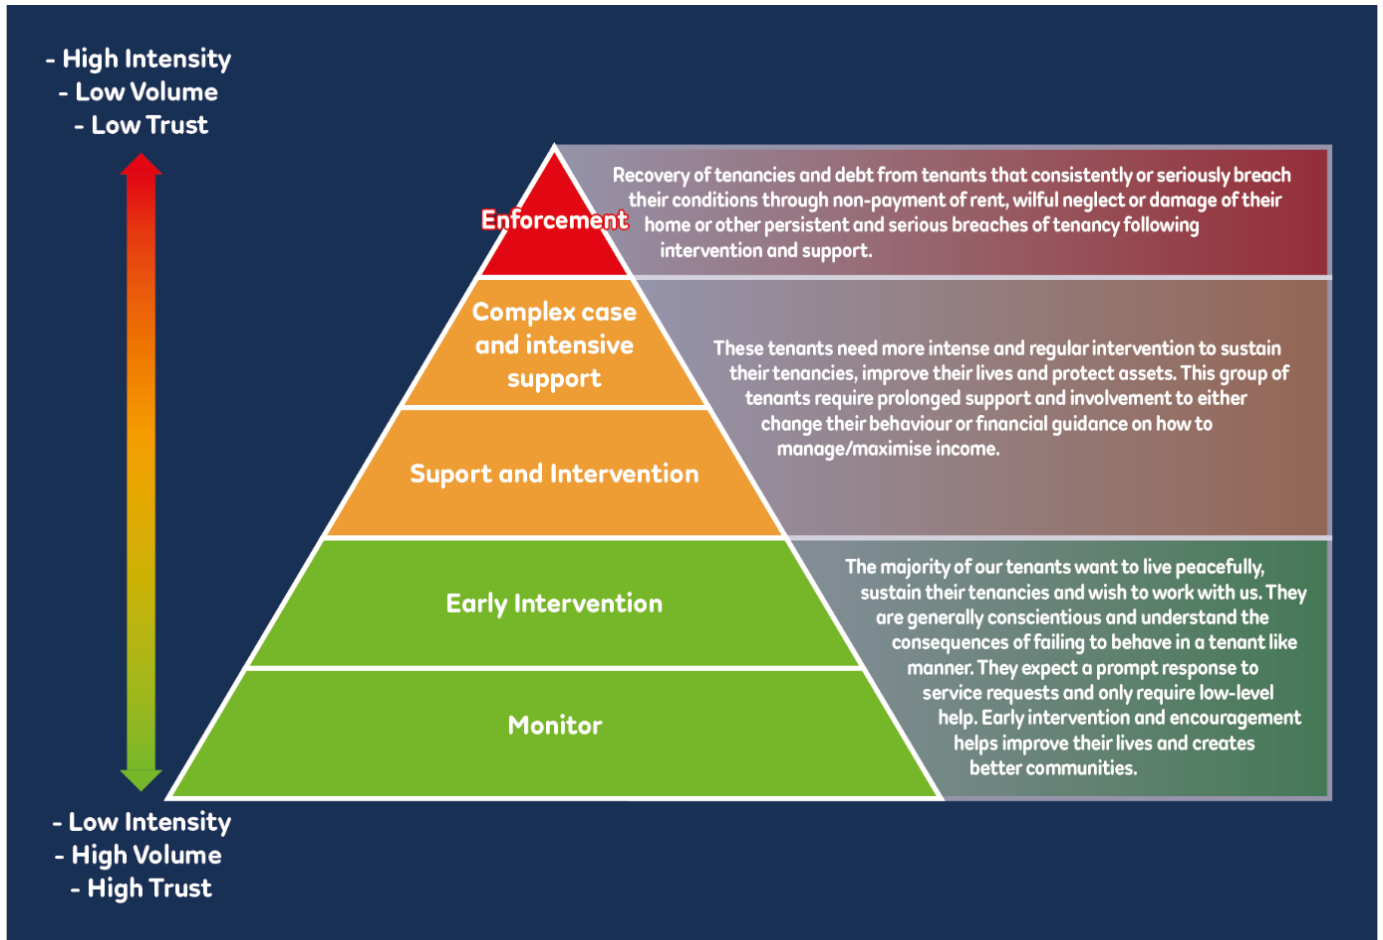 - High Intensity
- Low Volume
- Low Trust
Enforcement
Recovery of tenancies and debt from tenants that consistently or seriously breach
their conditions through non-payment of rent, wilful neglect or damage of their
home or other persistent and serious breaches of tenancy following
intervention and support.
Complex case
and intensive
support
These tenants need more intense and regular intervention to sustain
their tenancies, improve their lives and protect assets. This group of
tenants require prolonged support and involvement to either
change their behaviour or financial guidance on how to
manage/maximise income.
Suport and Intervention
Early Intervention
The majority of our tenants want to live peacefully,
sustain their tenancies and wish to work with us. They
are generally conscientious and understand the
consequences of failing to behave in a tenant like
manner. They expect a prompt response to
service requests and only require low-level
help. Early intervention and encouragement
helps improve their lives and creates
better communities.
Monitor
- Low Intensity
- High Volume
- High Trust